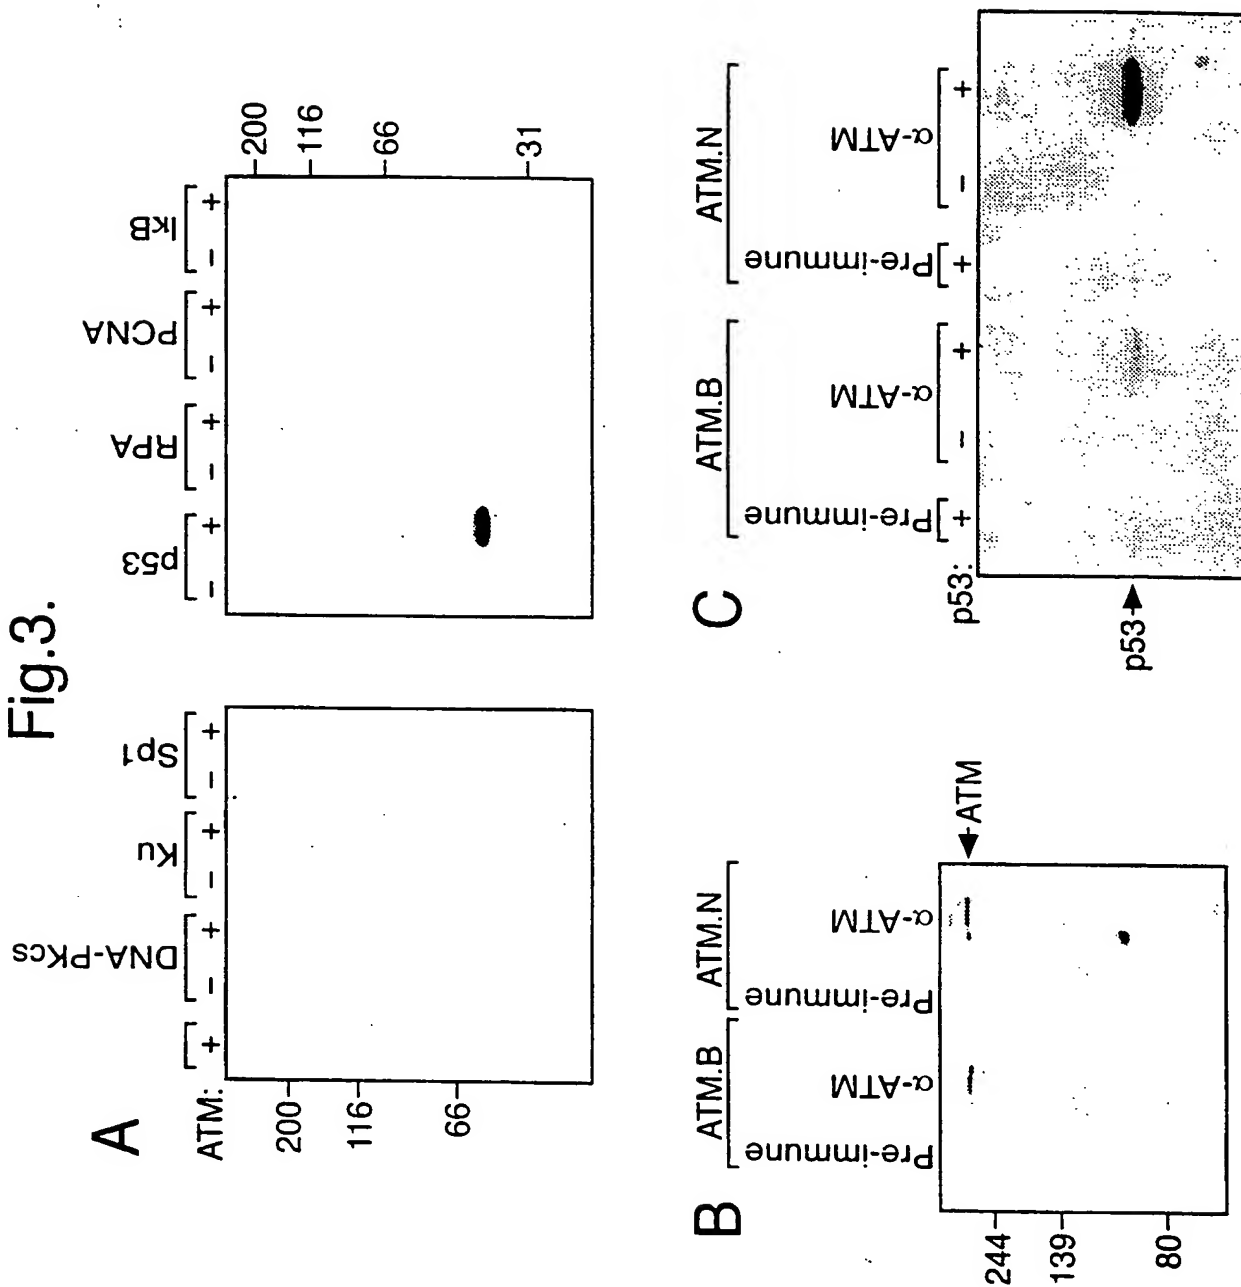 Fig.3.
A
DNA-PKcs Ku Sp1
ATM: + - + - + - +
200
116
66
p53 RPA PCNA IκB
- + - + - + - +
200
116
66
31
B
ATM.B ATM.N
Pre-immune α-ATM Pre-immune α-ATM
ATM
244
139
80
C
ATM.B ATM.N
Pre-immune α-ATM Pre-immune α-ATM
p53: + - + + - +
p53